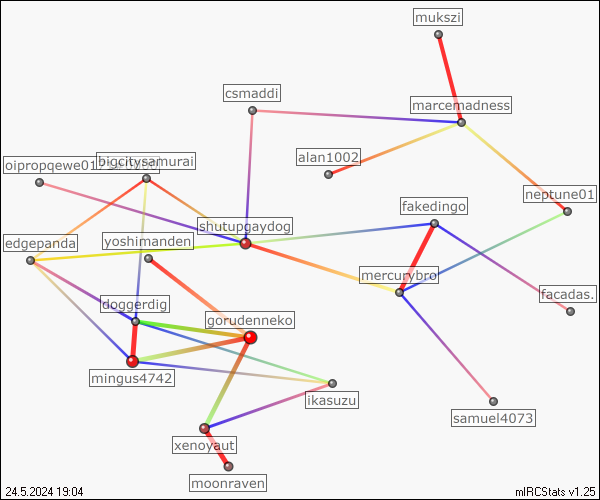 mukszi
csmaddi
marcemadness
alan1002
bigcitysamurai
neptune01
fakedingo
shutupgaydog
edgepanda
yoshimanden
mercurybro
facadas.
doggerdig
gorudenneko
mingus4742
ikasuzu
samuel4073
xenoyaut
moonraven
24.5.2024 19:04
mIRCStats v1.25